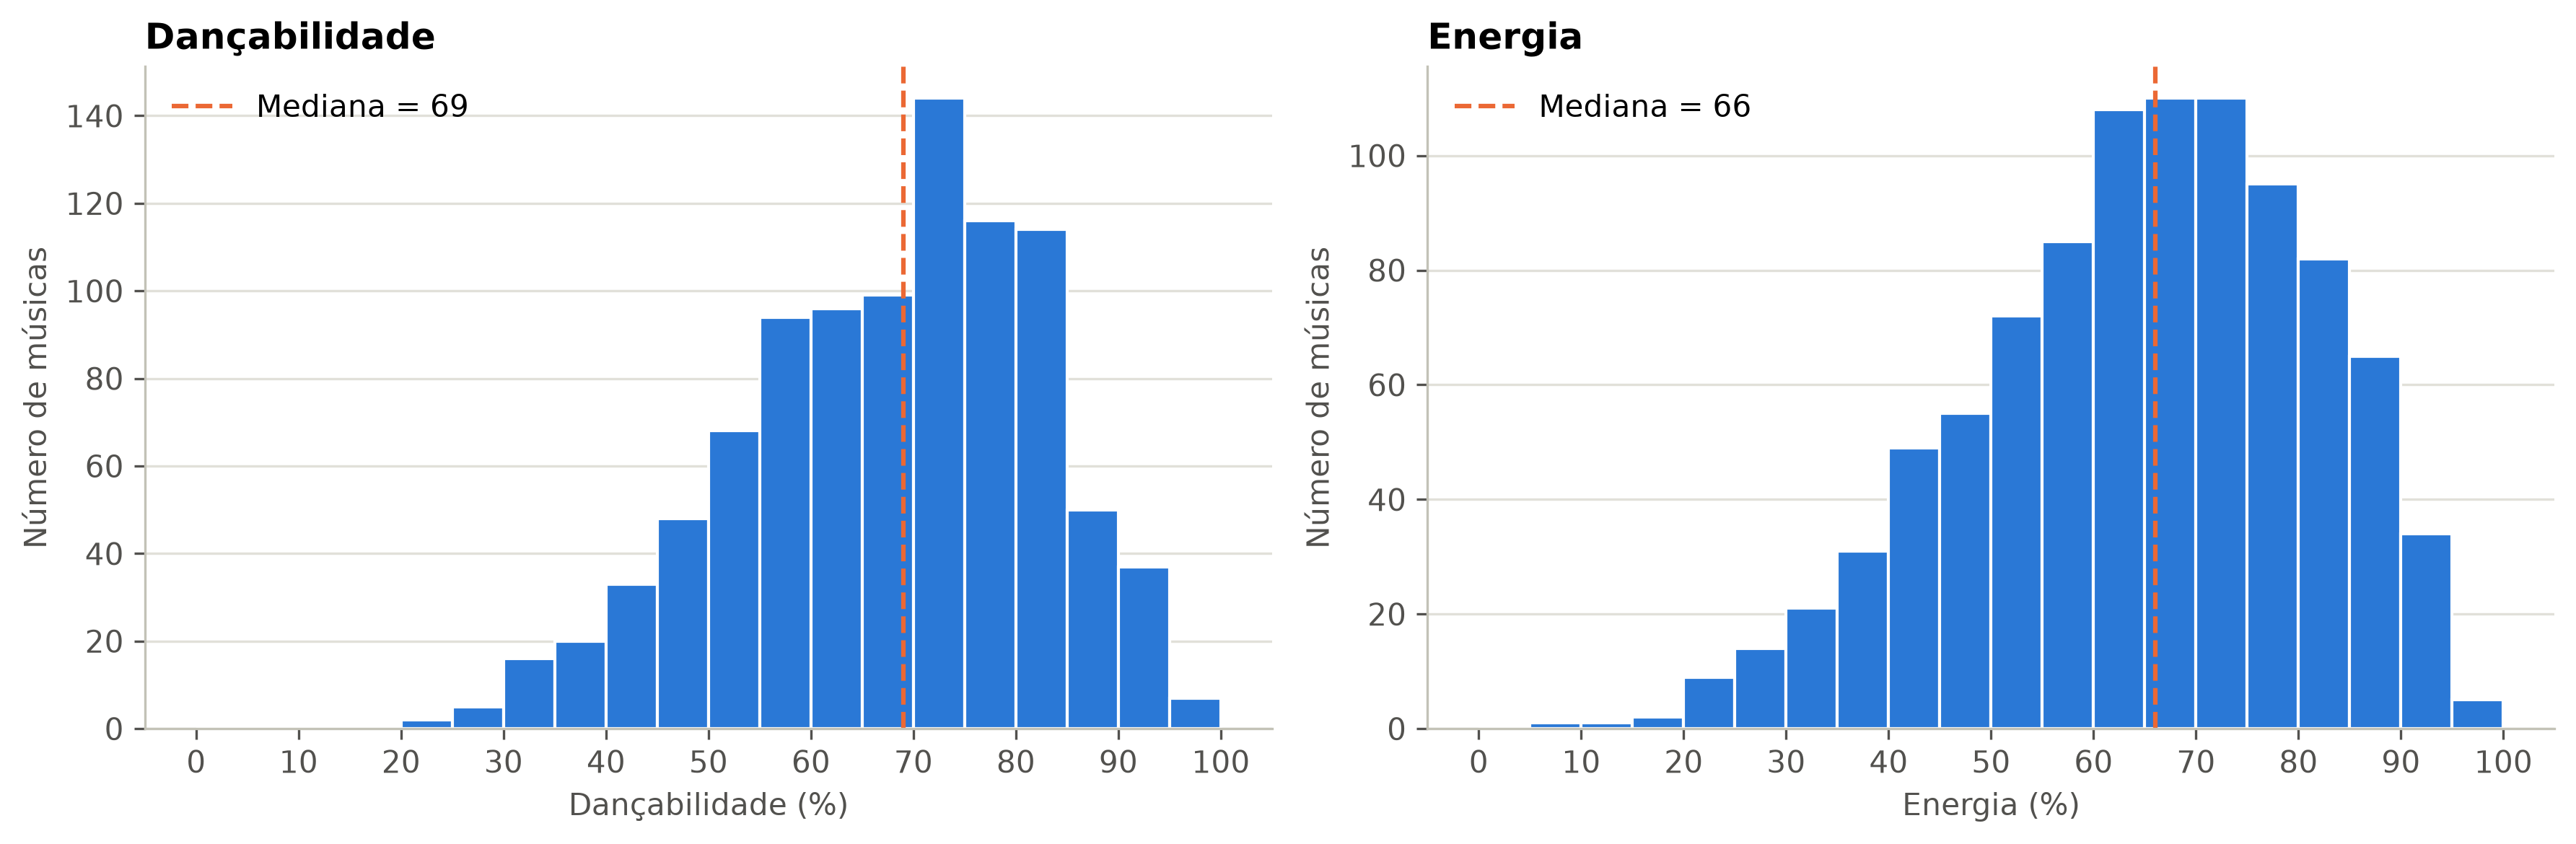 Dançabilidade
Mediana = 69
Número de músicas
140
120
100
80
60
40
20
0
0 10 20 30 40 50 60 70 80 90 100
Dançabilidade (%)
Energia
Mediana = 66
Número de músicas
100
80
60
40
20
0
0 10 20 30 40 50 60 70 80 90 100
Energia (%)